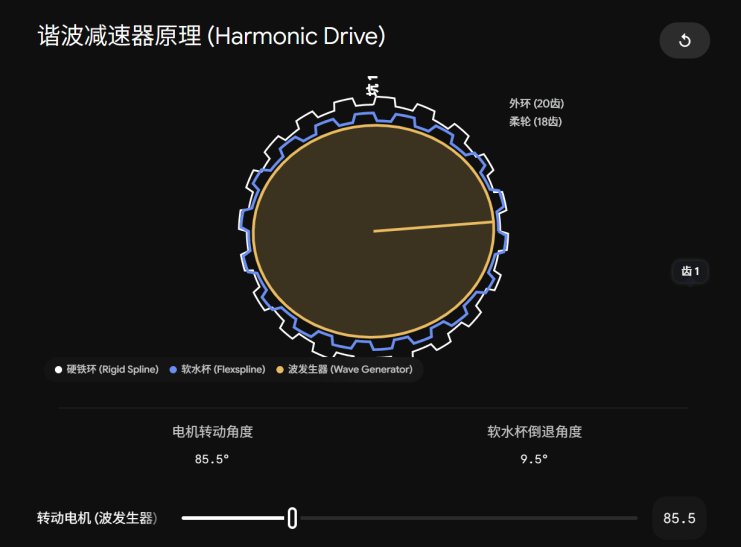 谐波减速器原理 (Harmonic Drive)
坑 1
外环 (20齿)
柔轮 (18齿)
齿 1
硬铁环 (Rigid Spline)
软水杯 (Flexspline)
波发生器 (Wave Generator)
电机转动角度
软水杯倒退角度
85.5°
9.5°
转动电机 (波发生器)
85.5